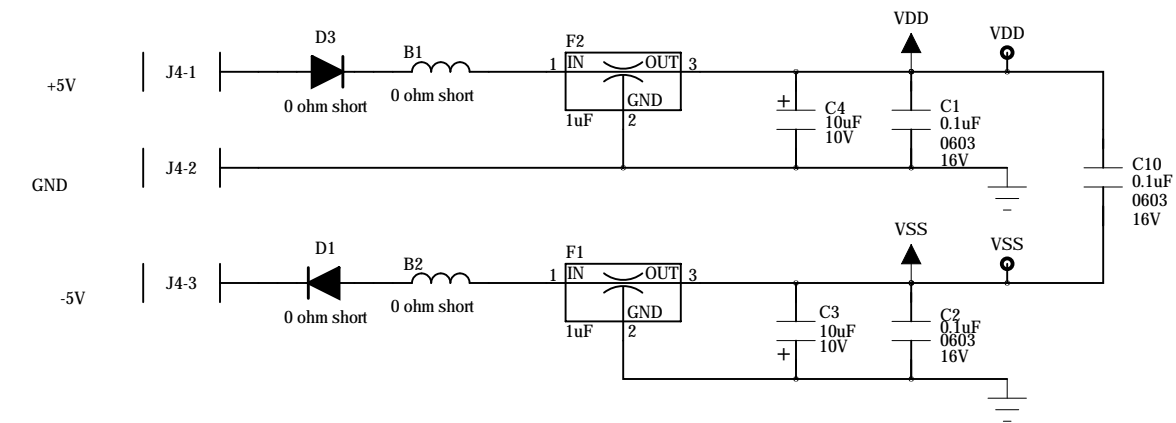 +5V
J4-1
D3
0 ohm short
B1
0 ohm short
F2
1 IN OUT 3
GND
1uF 2
+
C4
10uF
10V
VDD
C1
0.1uF
0603
16V
VDD
C10
0.1uF
0603
16V
GND
J4-2
-5V
J4-3
D1
0 ohm short
B2
0 ohm short
F1
1 IN OUT 3
GND
1uF 2
C3
10uF
10V
+
VSS
C2
0.1uF
0603
16V
VSS